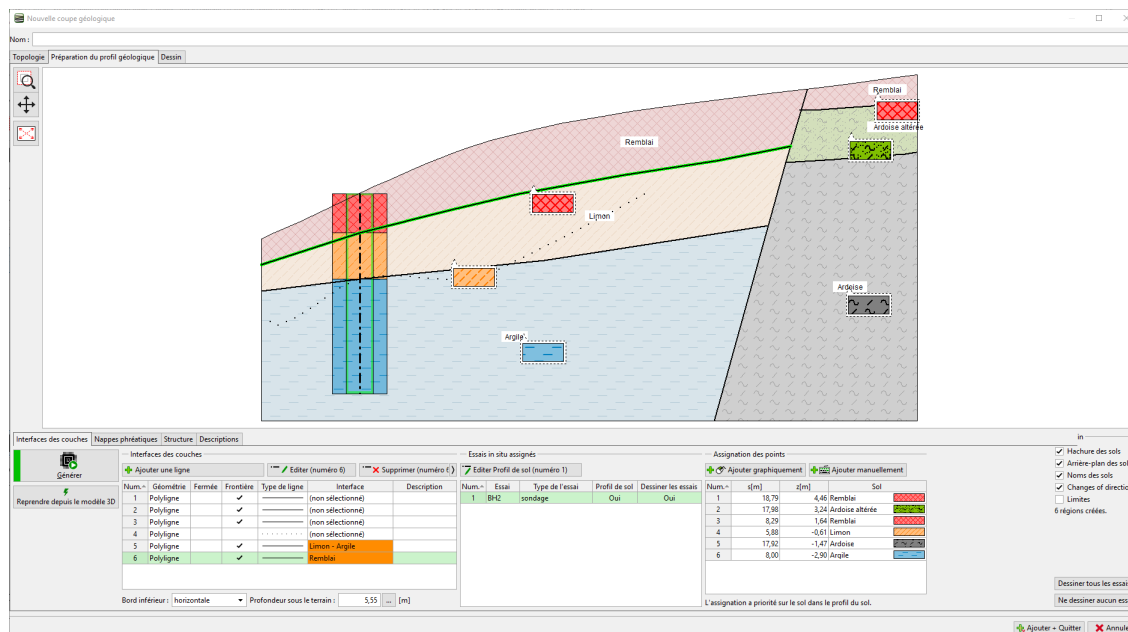 Nouvelle coupe géologique
Nom :
Topologie Préparation du profil géologique Dessin
Remblai
Ardoise altérée
Remblai
Limon
Ardoise
Argile
Interfaces des couches Nappes phréatiques Structure Descriptions
Générer
Reprendre depuis le modèle 3D
Interfaces des couches
Ajouter une ligne Editer (numéro 6) Supprimer (numéro 6)
Num. Géométrie Fermée Frontière Type de ligne Interface Description
1 Polyligne (non sélectionné)
2 Polyligne (non sélectionné)
3 Polyligne (non sélectionné)
4 Polyligne (non sélectionné)
5 Polyligne Limon - Argile
6 Polyligne Remblai
Bord inférieur : horizontale Profondeur sous le terrain : 5,55 ... [m]
Essais in situ assignés
Editer Profil de sol (numéro 1)
Num. Essai Type de l'essai Profil de sol Dessiner les essais
1 BH2 sondage Oui Oui
Assignation des points
Ajouter graphiquement Ajouter manuellement
Num. s[m] z[m] Sol
1 18,79 4,46 Remblai
2 17,98 3,24 Ardoise altérée
3 8,29 1,64 Remblai
4 5,88 -0,61 Limon
5 17,92 -1,47 Ardoise
6 8,00 -2,90 Argile
L'assignation a priorité sur le sol dans le profil du sol.
in
Hachure des sols
Arrière-plan des sol
Noms des sols
Changes of directio
Limites
6 régions créées.
Dessiner tous les essais
Ne dessiner aucun ess
Ajouter + Quitter Annule